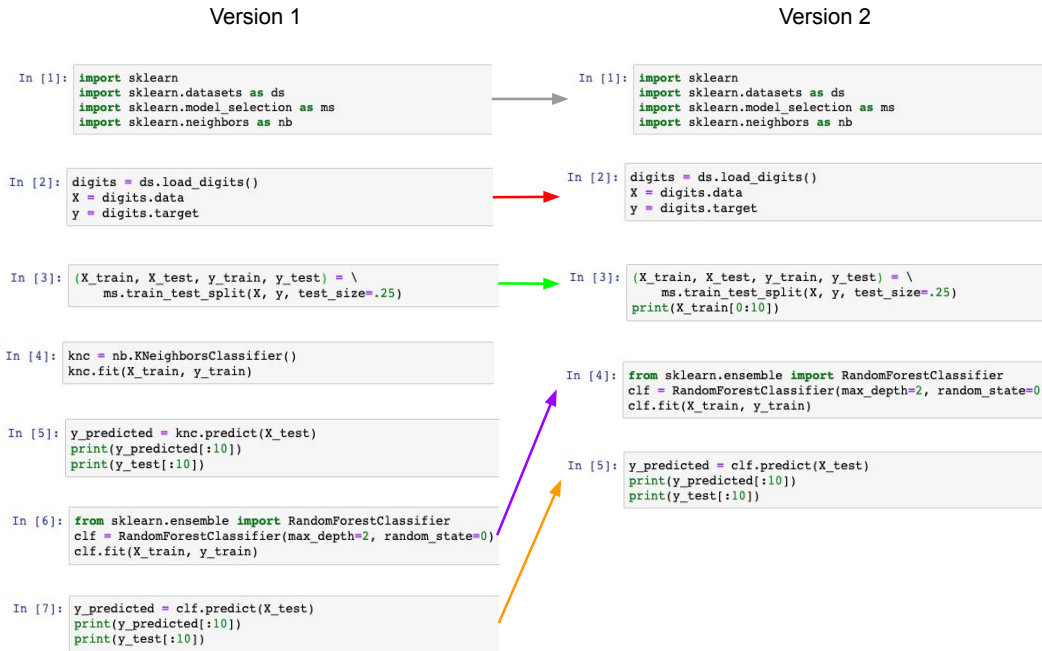 Version 1
In [1]: import sklearn
import sklearn.datasets as ds
import sklearn.model_selection as ms
import sklearn.neighbors as nb
In [2]: digits = ds.load_digits()
X = digits.data
y = digits.target
In [3]: (X_train, X_test, y_train, y_test) = \
ms.train_test_split(X, y, test_size=.25)
In [4]: knc = nb.KNeighborsClassifier()
knc.fit(X_train, y_train)
In [5]: y_predicted = knc.predict(X_test)
print(y_predicted[:10])
print(y_test[:10])
In [6]: from sklearn.ensemble import RandomForestClassifier
clf = RandomForestClassifier(max_depth=2, random_state=0)
clf.fit(X_train, y_train)
In [7]: y_predicted = clf.predict(X_test)
print(y_predicted[:10])
print(y_test[:10])
Version 2
In [1]: import sklearn
import sklearn.datasets as ds
import sklearn.model_selection as ms
import sklearn.neighbors as nb
In [2]: digits = ds.load_digits()
X = digits.data
y = digits.target
In [3]: (X_train, X_test, y_train, y_test) = \
ms.train_test_split(X, y, test_size=.25)
print(X_train[0:10])
In [4]: from sklearn.ensemble import RandomForestClassifier
clf = RandomForestClassifier(max_depth=2, random_state=0
clf.fit(X_train, y_train)
In [5]: y_predicted = clf.predict(X_test)
print(y_predicted[:10])
print(y_test[:10])